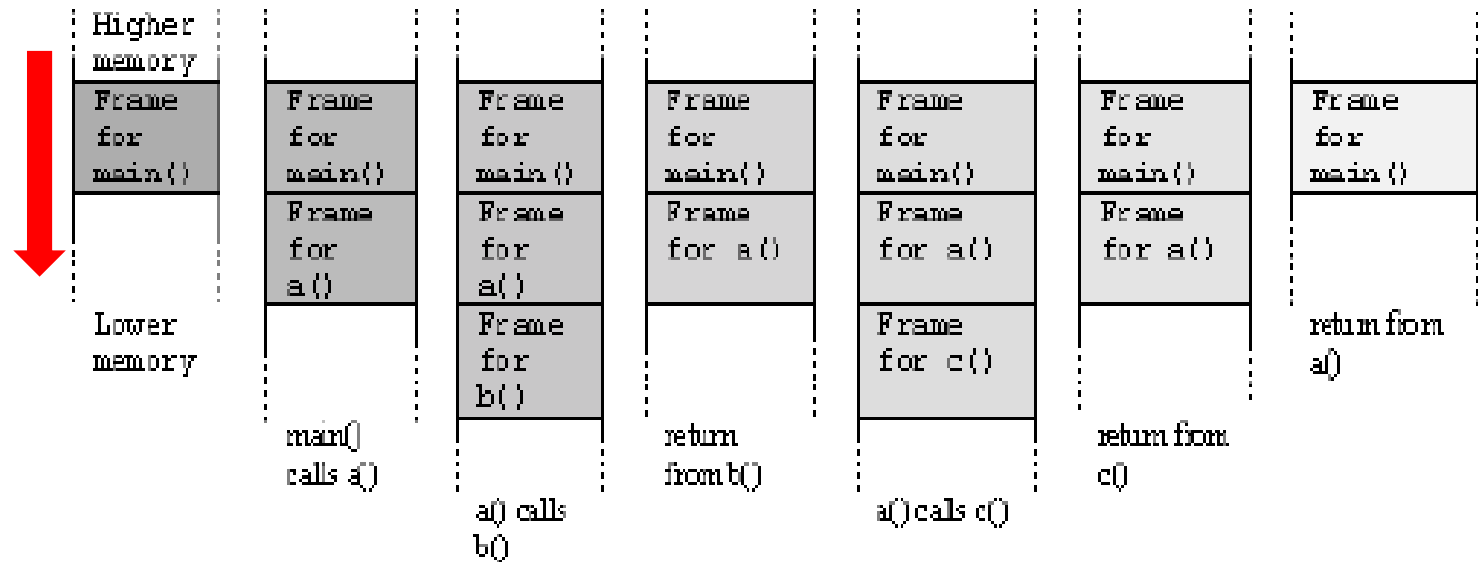 Higher
memory
Frame
for
main()
Lower
memory
Frame
for
main()
Frame
for
a()
main()
calls a()
Frame
for
main()
Frame
for
a()
Frame
for
b()
a() calls
b()
Frame
for
main()
Frame
for a()
return
from b()
Frame
for
main()
Frame
for a()
Frame
for c()
a() calls c()
Frame
for
main()
Frame
for a()
return from
c()
Frame
for
main()
return from
a()